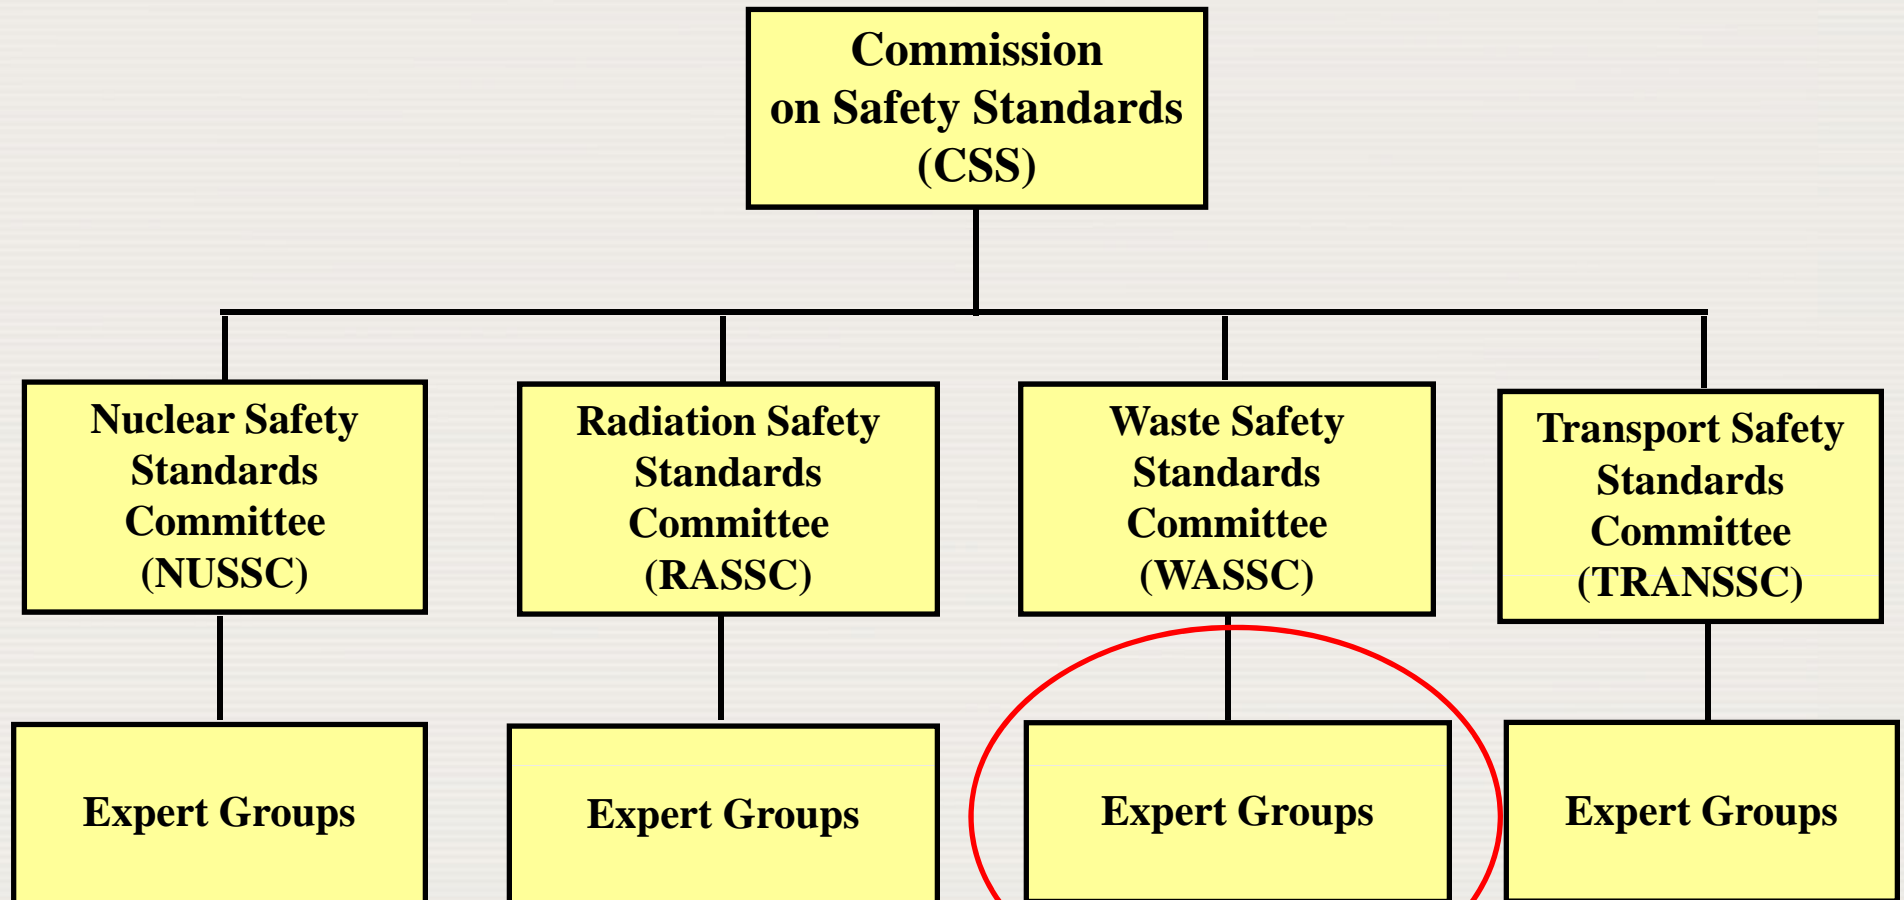 Commission
on Safety Standards
(CSS)
Nuclear Safety
Standards
Committee
(NUSSC)
Radiation Safety
Standards
Committee
(RASSC)
Waste Safety
Standards
Committee
(WASSC)
Transport Safety
Standards
Committee
(TRANSSC)
Expert Groups
Expert Groups
Expert Groups
Expert Groups